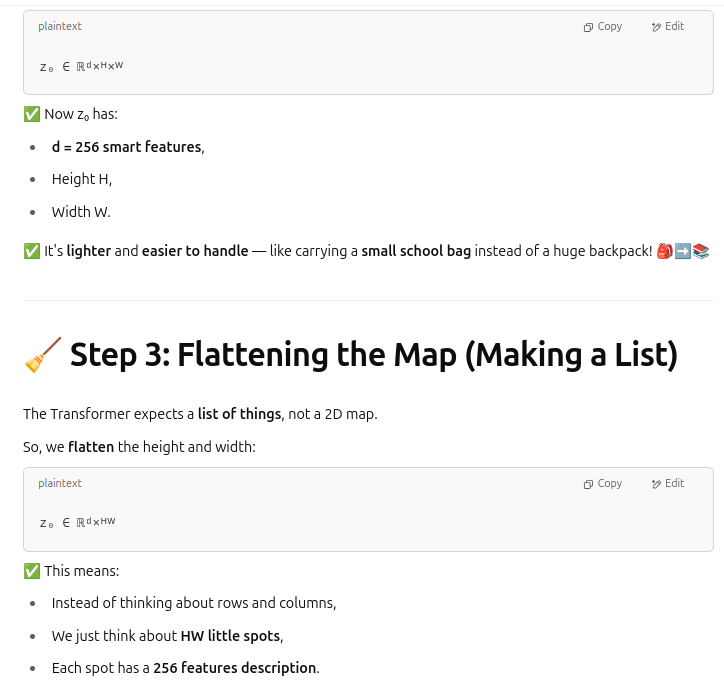 plaintext Copy Edit
z₀ ∈ ℝᵈˣᴴˣᵂ
✅ Now z₀ has:
• d = 256 smart features,
• Height H,
• Width W.
✅ It's lighter and easier to handle — like carrying a small school bag instead of a huge backpack! 🎒➡️📚
🧹 Step 3: Flattening the Map (Making a List)
The Transformer expects a list of things, not a 2D map.
So, we flatten the height and width:
plaintext Copy Edit
z₀ ∈ ℝᵈˣᴴᵂ
✅ This means:
• Instead of thinking about rows and columns,
• We just think about HW little spots,
• Each spot has a 256 features description.